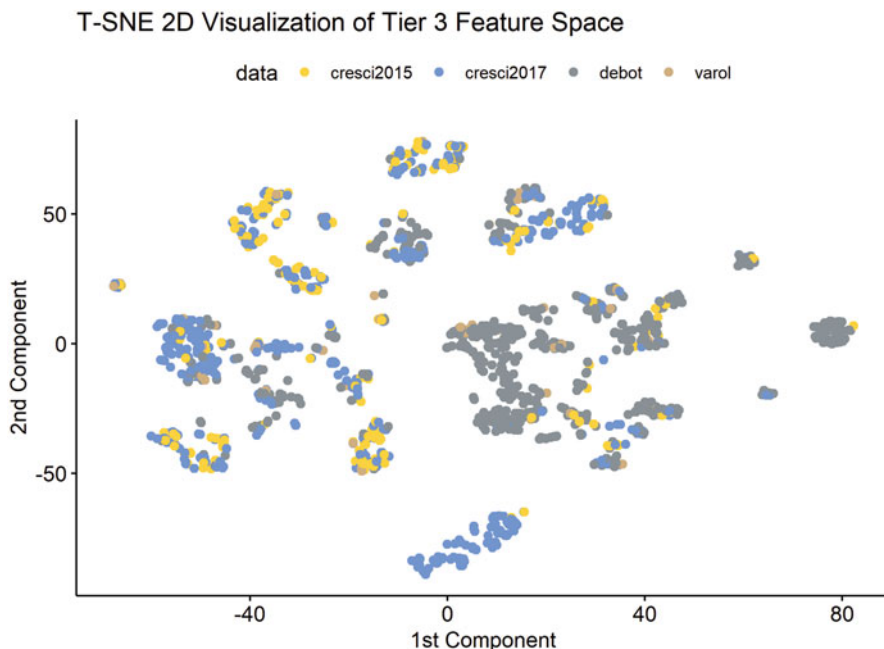 T-SNE 2D Visualization of Tier 3 Feature Space
data cresci2015 cresci2017 debot varol
50
0
-50
2nd Component
-40 0 40 80
1st Component